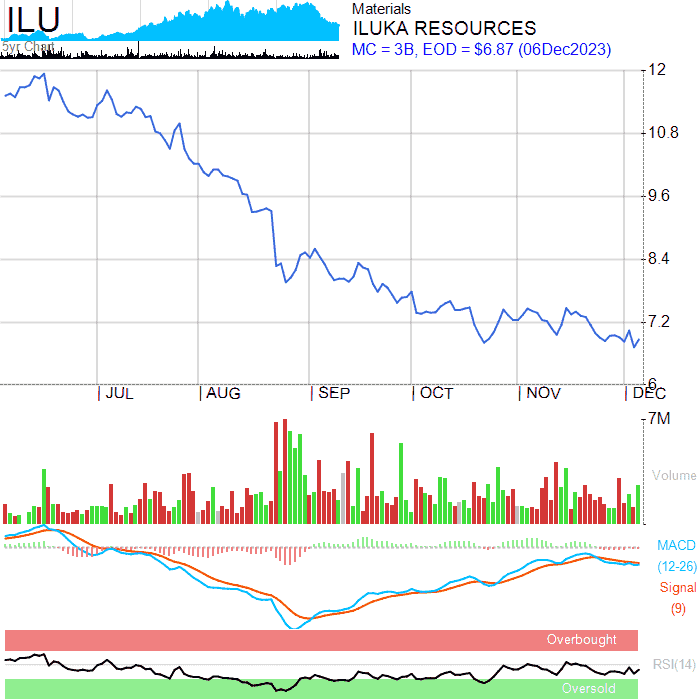 ILU
5yr Chart
Materials
ILUKA RESOURCES
MC = 3B, EOD = $6.87 (06Dec2023)
12
10.8
9.6
8.4
7.2
6
JUL AUG SEP OCT NOV DEC
7M
Volume
MACD
(12-26)
Signal
(9)
Overbought
RSI(14)
Oversold